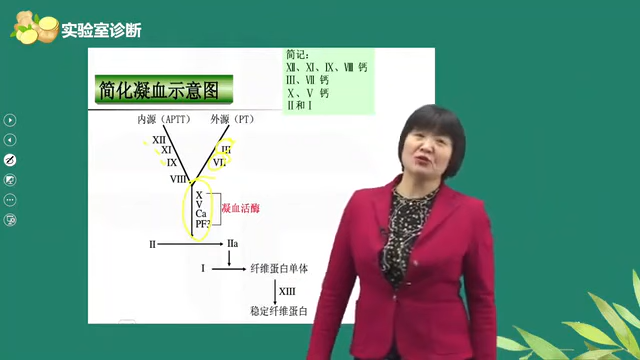 实验室诊断
简记：
Ⅻ、Ⅺ、Ⅸ、Ⅷ 钙
Ⅲ、Ⅶ 钙
Ⅹ、Ⅴ 钙
Ⅱ和Ⅰ
简化凝血示意图
内源（APTT） 外源（PT）
XII
XI
IX
VIII
III
VII
X
V
Ca
PF3
凝血活酶
II
IIa
I
纤维蛋白单体
XIII
稳定纤维蛋白